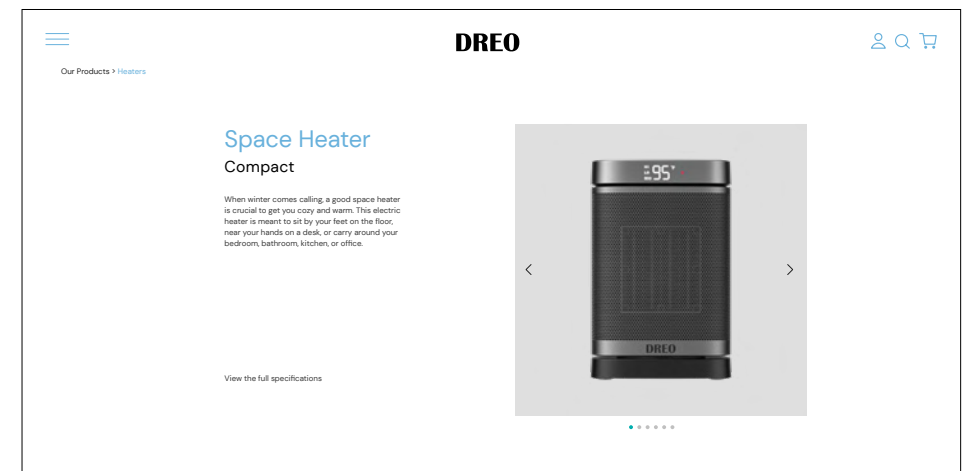 DREO
Our Products > Heaters
Space Heater
Compact
When winter comes calling, a good space heater
is crucial to get you cozy and warm. This electric
heater is meant to sit by your feet on the floor,
near your hands on a desk, or carry around your
bedroom, bathroom, kitchen, or office.
View the full specifications
95°
DREO